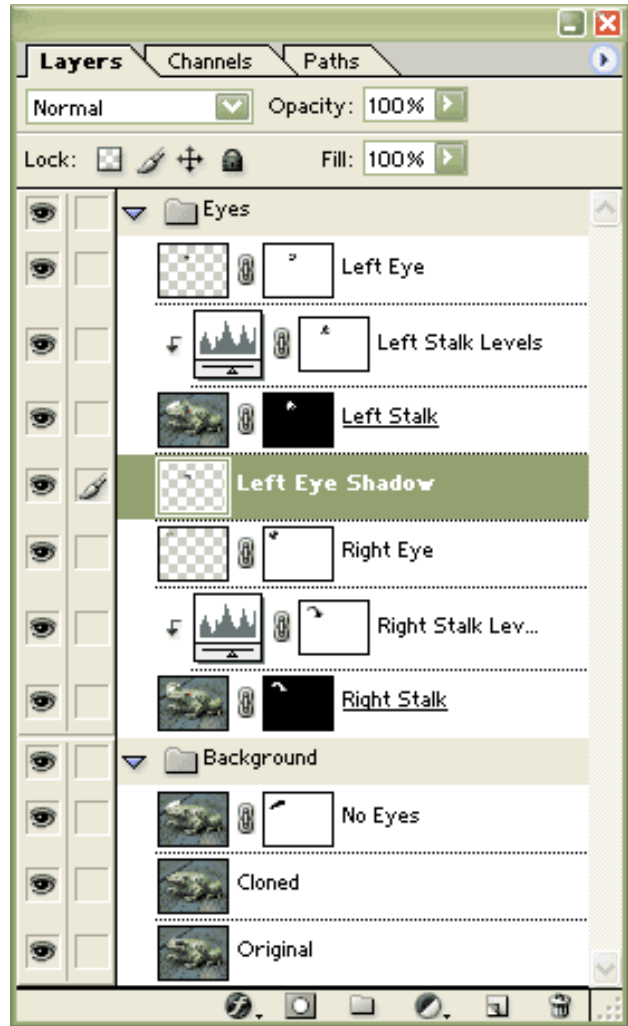 Layers Channels Paths
Normal Opacity: 100%
Lock: Fill: 100%
Eyes
Left Eye
Left Stalk Levels
Left Stalk
Left Eye Shadow
Right Eye
Right Stalk Lev...
Right Stalk
Background
No Eyes
Cloned
Original